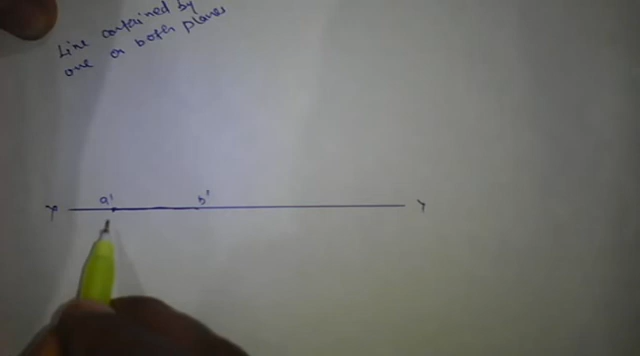 Line contained by
one or both planes
a' b'
X Y